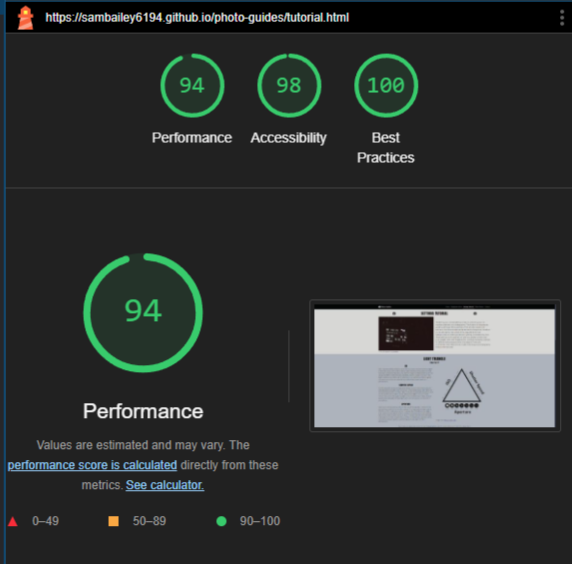 https://sambailey6194.github.io/photo-guides/tutorial.html
94 98 100
Performance Accessibility Best
Practices
94
Performance
Values are estimated and may vary. The
performance score is calculated directly from these
metrics. See calculator.
0–49 50–89 90–100